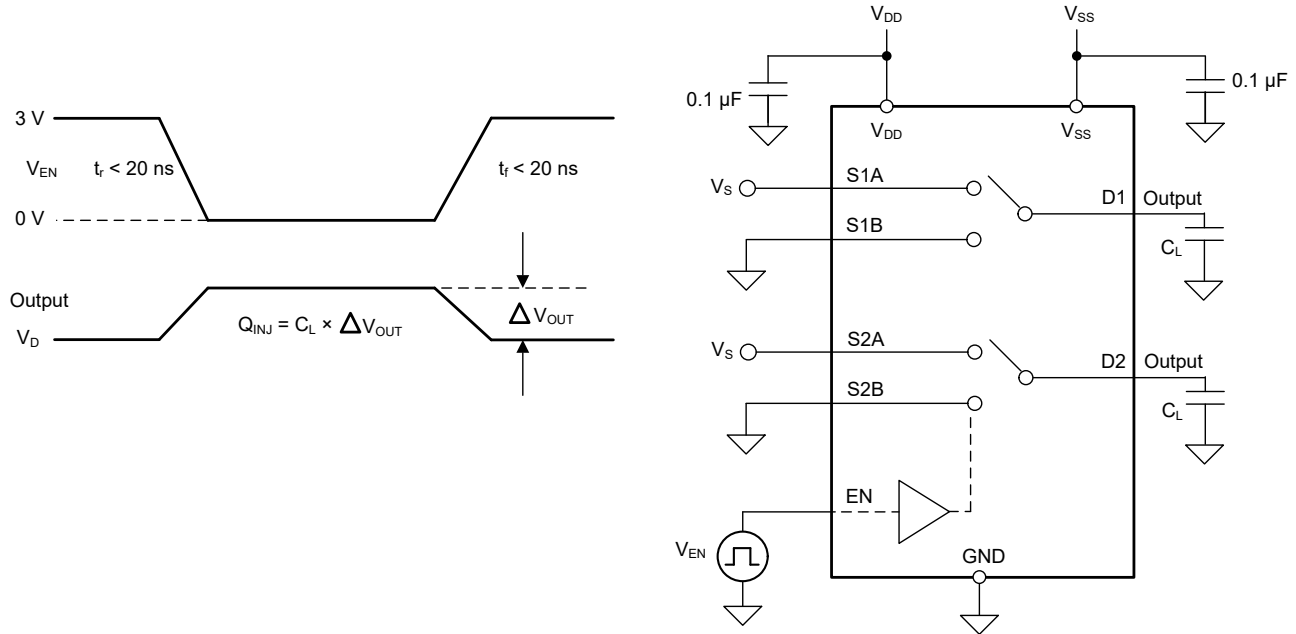 3 V
V_EN
t_r < 20 ns
t_f < 20 ns
0 V
Output
V_D
Q_INJ = C_L × Δ V_OUT
Δ V_OUT
V_DD
V_SS
0.1 µF
0.1 µF
V_DD
V_SS
V_S
S1A
D1
Output
S1B
C_L
V_S
S2A
D2
Output
S2B
C_L
EN
V_EN
GND